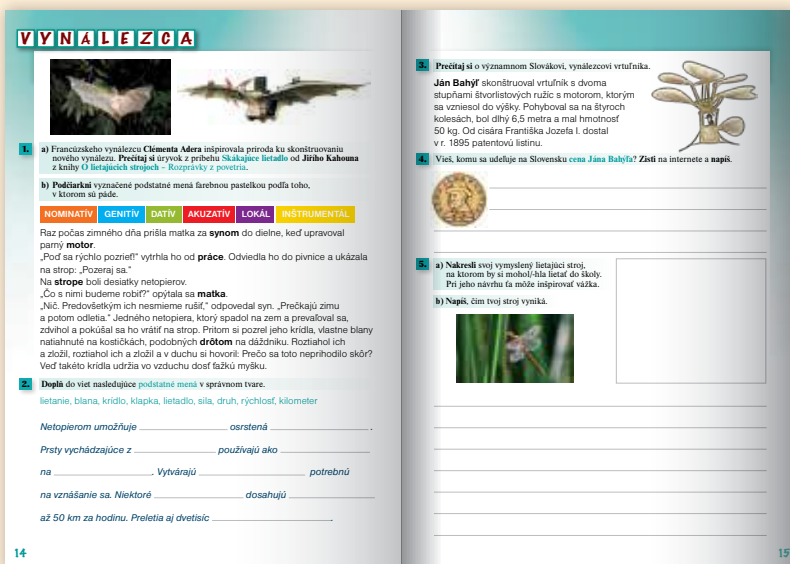 VYNÁLEZCA
1. a) Francúzskeho vynálezcu Clémenta Adera inšpirovala príroda ku skonštruovaniu
nového vynálezu. Prečítaj si úryvok z príbehu Skákajúce lietadlo od Jiřího Kahouna
z knihy O lietajúcich strojoch – Rozprávky z povetria.
b) Podčiarkni vyznačené podstatné mená farebnou pastelkou podľa toho,
v ktorom sú páde.
NOMINATÍV GENITÍV DATÍV AKUZATÍV LOKÁL INŠTRUMENTÁL
Raz počas zimného dňa prišla matka za synom do dielne, keď upravoval
parný motor.
„Poď sa rýchlo pozrieť!" vytrhla ho od práce. Odviedla ho do pivnice a ukázala
na strop: „Pozeraj sa."
Na strope boli desiatky netopierov.
„Čo s nimi budeme robiť?" opýtala sa matka.
„Nič. Predovšetkým ich nesmieme rušiť," odpovedal syn. „Prečkajú zimu
a potom odletia." Jedného netopiera, ktorý spadol na zem a prevaľoval sa,
zdvihol a pokúšal sa ho vrátiť na strop. Pritom si pozrel jeho krídla, vlastne blany
natiahnuté na kostičkách, podobných drôtom na dáždniku. Roztiahol ich
a zložil, roztiahol ich a zložil a v duchu si hovoril: Prečo sa toto neprihodilo skôr?
Veď takéto krídla udržia vo vzduchu dosť ťažkú myšku.
2. Doplň do viet nasledujúce podstatné mená v správnom tvare.
lietanie, blana, krídlo, klapka, lietadlo, sila, druh, rýchlosť, kilometer
Netopierom umožňuje ____ osrstená ____.
Prsty vychádzajúce z ____ používajú ako ____
na ____. Vytvárajú ____ potrebnú
na vznášanie sa. Niektoré ____ dosahujú ____
až 50 km za hodinu. Preletia aj dvetisíc ____.
14
3. Prečítaj si o významnom Slovákovi, vynálezcovi vrtuľníka.
Ján Bahýľ skonštruoval vrtuľník s dvoma
stupňami štvorlistových ružíc s motorom, ktorým
sa vzniesol do výšky. Pohyboval sa na štyroch
kolesách, bol dlhý 6,5 metra a mal hmotnosť
50 kg. Od cisára Františka Jozefa I. dostal
v r. 1895 patentovú listinu.
4. Vieš, komu sa udeľuje na Slovensku cena Jána Bahýľa? Zisti na internete a napíš.
5. a) Nakresli svoj vymyslený lietajúci stroj,
na ktorom by si mohol/-hla lietať do školy.
Pri jeho návrhu ťa môže inšpirovať vážka.
b) Napíš, čím tvoj stroj vyniká.
15